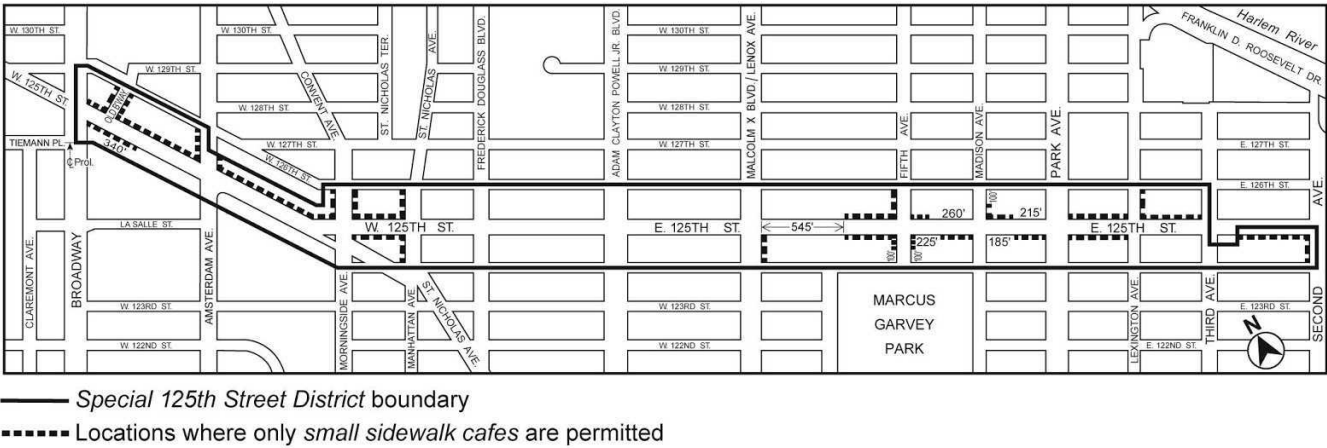 W. 130TH ST.
W. 130TH ST.
W. 130TH ST.
Harlem River
FRANKLIN D. ROOSEVELT DR.
W. 125TH ST.
W. 129TH ST.
W. 129TH ST.
OLD B'WAY
CONVENT AVE.
ST. NICHOLAS TER.
ST. NICHOLAS AVE.
FREDERICK DOUGLASS BLVD.
ADAM CLAYTON POWELL JR. BLVD.
MALCOM X BLVD./ LENOX AVE.
FIFTH AVE.
MADISON AVE.
PARK AVE.
W. 128TH ST.
W. 128TH ST.
TIEMANN PL.
℄ Prol.
340'
W. 127TH ST.
W. 127TH ST.
E. 127TH ST.
W. 126TH ST.
E. 126TH ST.
LA SALLE ST.
W. 125TH ST.
E. 125TH ST.
545'
260'
100'
215'
E. 125TH ST.
100'
100'
225'
185'
CLAREMONT AVE.
BROADWAY
AMSTERDAM AVE.
MORNINGSIDE AVE.
MANHATTAN AVE.
ST. NICHOLAS AVE.
LEXINGTON AVE.
THIRD AVE.
SECOND AVE.
W. 123RD ST.
W. 123RD ST.
E. 123RD ST.
MARCUS
GARVEY
PARK
W. 122ND ST.
W. 122ND ST.
E. 122ND ST.
N
Special 125th Street District boundary
Locations where only small sidewalk cafes are permitted